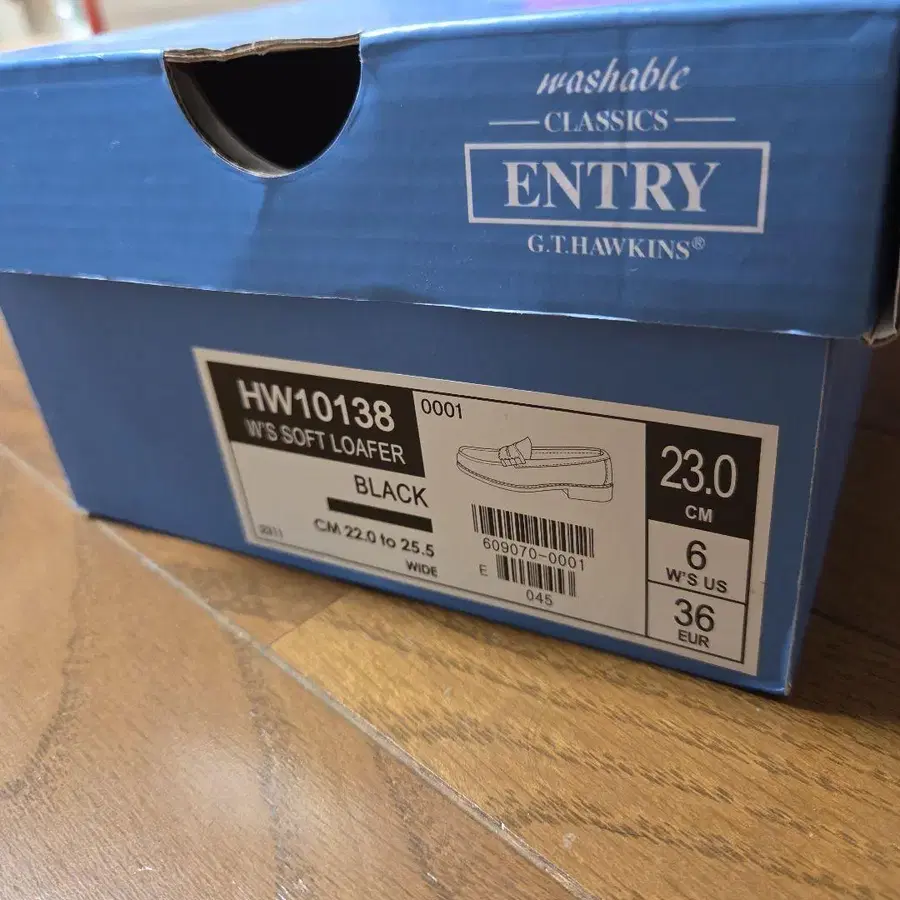 washable
CLASSICS
ENTRY
G.T.HAWKINS®
HW10138
W'S SOFT LOAFER
BLACK
CM 22.0 to 25.5
WIDE
2311
0001
609070-0001
E
045
23.0
CM
6
W'S US
36
EUR